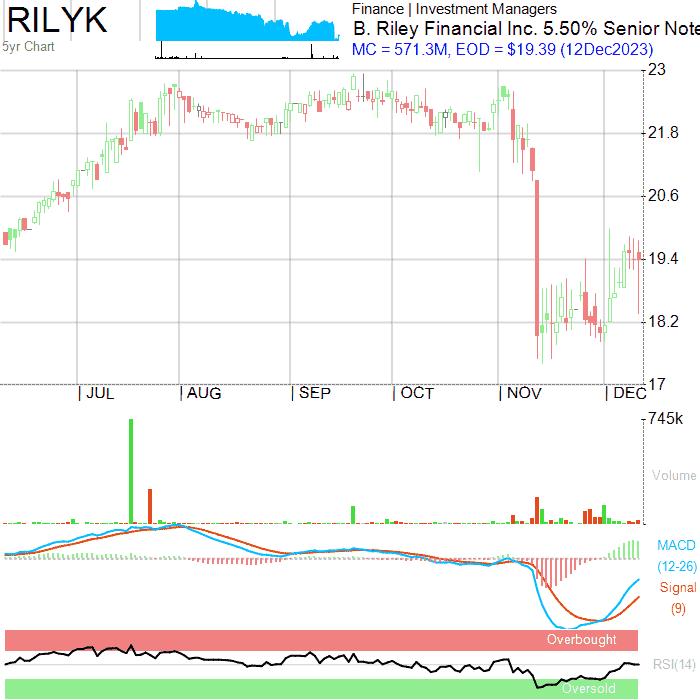 RILYK
5yr Chart
Finance | Investment Managers
B. Riley Financial Inc. 5.50% Senior Note
MC = 571.3M, EOD = $19.39 (12Dec2023)
23
21.8
20.6
19.4
18.2
17
JUL AUG SEP OCT NOV DEC
745k
Volume
MACD
(12-26)
Signal
(9)
Overbought
RSI(14)
Oversold